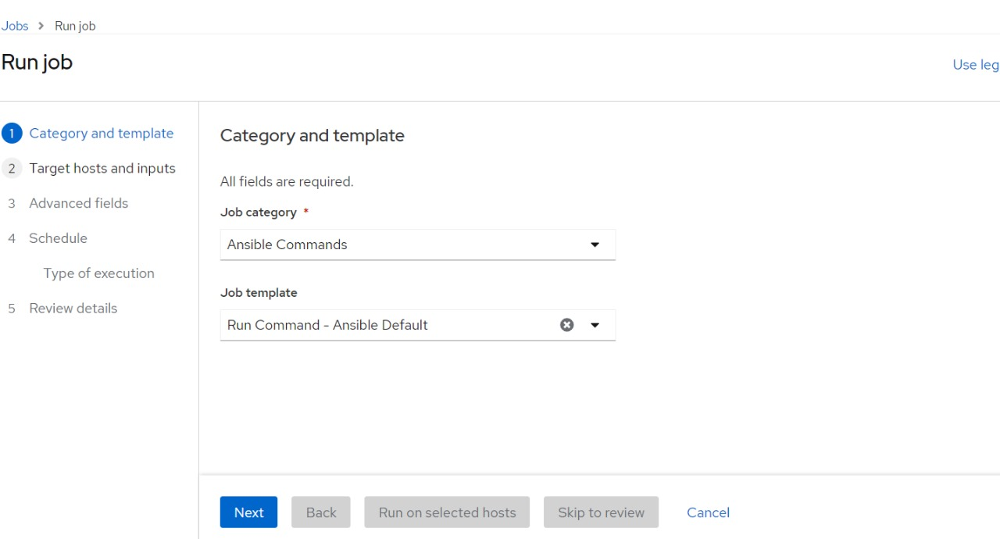 Jobs > Run job
Run job
Use leg
1 Category and template
2 Target hosts and inputs
3 Advanced fields
4 Schedule
Type of execution
5 Review details
Category and template
All fields are required.
Job category *
Ansible Commands
Job template
Run Command - Ansible Default
Next Back Run on selected hosts Skip to review Cancel